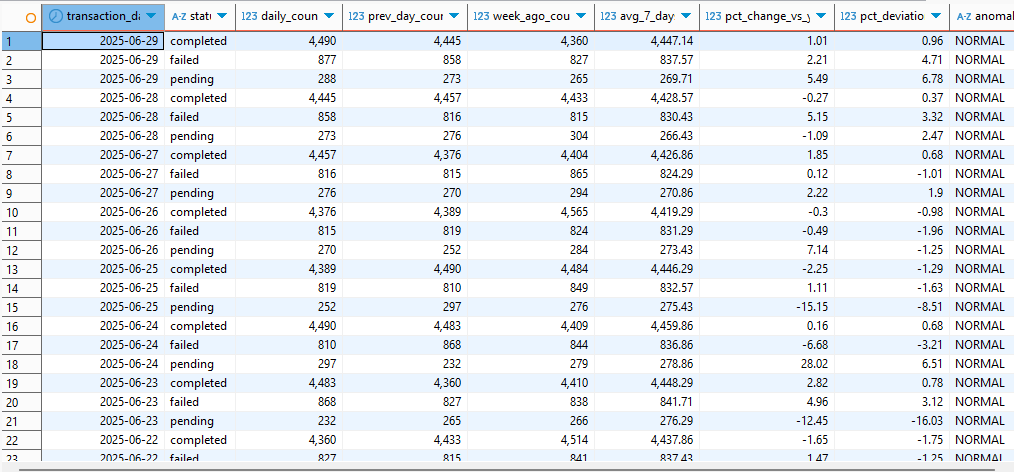 transaction_da A-Z statu 123 daily_coun 123 prev_day_cour 123 week_ago_cou 123 avg_7_day 123 pct_change_vs_y 123 pct_deviatio A-Z anomal
1 2025-06-29 completed 4,490 4,445 4,360 4,447.14 1.01 0.96 NORMAL
2 2025-06-29 failed 877 858 827 837.57 2.21 4.71 NORMAL
3 2025-06-29 pending 288 273 265 269.71 5.49 6.78 NORMAL
4 2025-06-28 completed 4,445 4,457 4,433 4,428.57 -0.27 0.37 NORMAL
5 2025-06-28 failed 858 816 815 830.43 5.15 3.32 NORMAL
6 2025-06-28 pending 273 276 304 266.43 -1.09 2.47 NORMAL
7 2025-06-27 completed 4,457 4,376 4,404 4,426.86 1.85 0.68 NORMAL
8 2025-06-27 failed 816 815 865 824.29 0.12 -1.01 NORMAL
9 2025-06-27 pending 276 270 294 270.86 2.22 1.9 NORMAL
10 2025-06-26 completed 4,376 4,389 4,565 4,419.29 -0.3 -0.98 NORMAL
11 2025-06-26 failed 815 819 824 831.29 -0.49 -1.96 NORMAL
12 2025-06-26 pending 270 252 284 273.43 7.14 -1.25 NORMAL
13 2025-06-25 completed 4,389 4,490 4,484 4,446.29 -2.25 -1.29 NORMAL
14 2025-06-25 failed 819 810 849 832.57 1.11 -1.63 NORMAL
15 2025-06-25 pending 252 297 276 275.43 -15.15 -8.51 NORMAL
16 2025-06-24 completed 4,490 4,483 4,409 4,459.86 0.16 0.68 NORMAL
17 2025-06-24 failed 810 868 844 836.86 -6.68 -3.21 NORMAL
18 2025-06-24 pending 297 232 279 278.86 28.02 6.51 NORMAL
19 2025-06-23 completed 4,483 4,360 4,410 4,448.29 2.82 0.78 NORMAL
20 2025-06-23 failed 868 827 838 841.71 4.96 3.12 NORMAL
21 2025-06-23 pending 232 265 266 276.29 -12.45 -16.03 NORMAL
22 2025-06-22 completed 4,360 4,433 4,514 4,437.86 -1.65 -1.75 NORMAL
23 2025-06-22 failed 827 815 841 837.43 1.47 -1.25 NORMAL